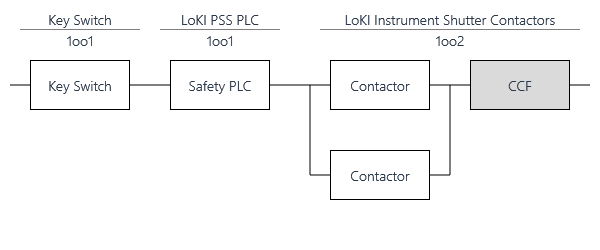 Key Switch
1oo1
LoKI PSS PLC
1oo1
LoKI Instrument Shutter Contactors
1oo2
Key Switch
Safety PLC
Contactor
CCF
Contactor